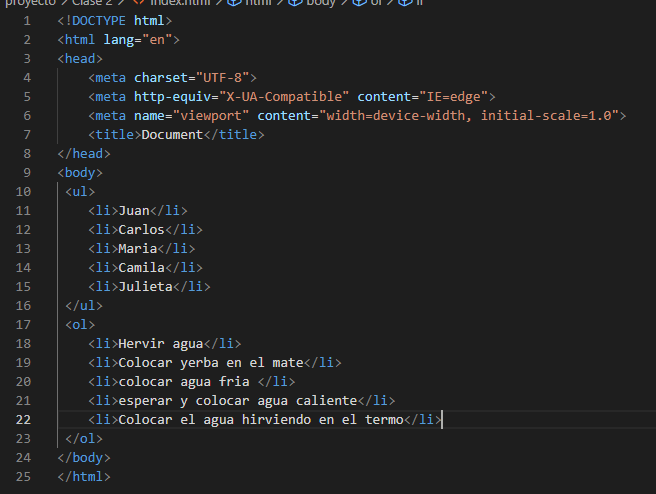 proyecto > Clase 2 > <> index.html > html > body > ol > li
1 <!DOCTYPE html>
2 <html lang="en">
3 <head>
4 <meta charset="UTF-8">
5 <meta http-equiv="X-UA-Compatible" content="IE=edge">
6 <meta name="viewport" content="width=device-width, initial-scale=1.0">
7 <title>Document</title>
8 </head>
9 <body>
10 <ul>
11 <li>Juan</li>
12 <li>Carlos</li>
13 <li>Maria</li>
14 <li>Camila</li>
15 <li>Julieta</li>
16 </ul>
17 <ol>
18 <li>Hervir agua</li>
19 <li>Colocar yerba en el mate</li>
20 <li>colocar agua fria </li>
21 <li>esperar y colocar agua caliente</li>
22 <li>Colocar el agua hirviendo en el termo</li>
23 </ol>
24 </body>
25 </html>